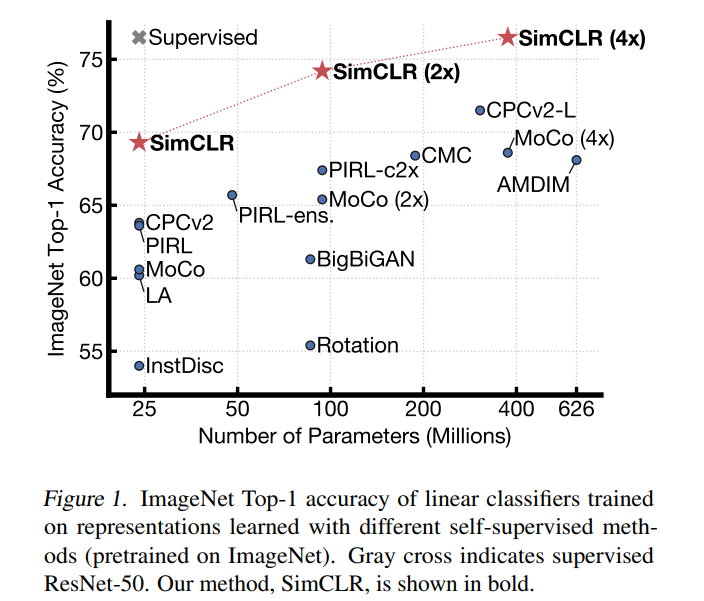 Supervised
SimCLR (4x)
75
SimCLR (2x)
CPCv2-L
70
SimCLR
MoCo (4x)
CMC
PIRL-c2x
AMDIM
65
PIRL-ens.
MoCo (2x)
CPCv2
PIRL
BigBiGAN
60
MoCo
LA
55
Rotation
InstDisc
ImageNet Top-1 Accuracy (%)
25 50 100 200 400 626
Number of Parameters (Millions)
Figure 1. ImageNet Top-1 accuracy of linear classifiers trained
on representations learned with different self-supervised meth-
ods (pretrained on ImageNet). Gray cross indicates supervised
ResNet-50. Our method, SimCLR, is shown in bold.